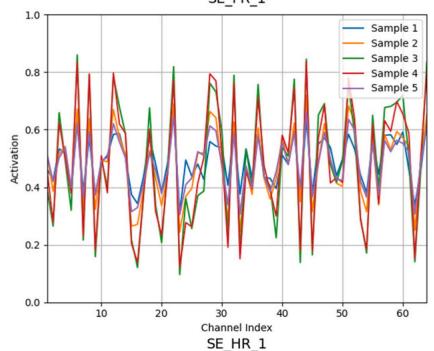 SE_HR_1
1.0
0.8
0.6
0.4
0.2
0.0
Activation
Sample 1
Sample 2
Sample 3
Sample 4
Sample 5
10 20 30 40 50 60
Channel Index
SE_HR_1